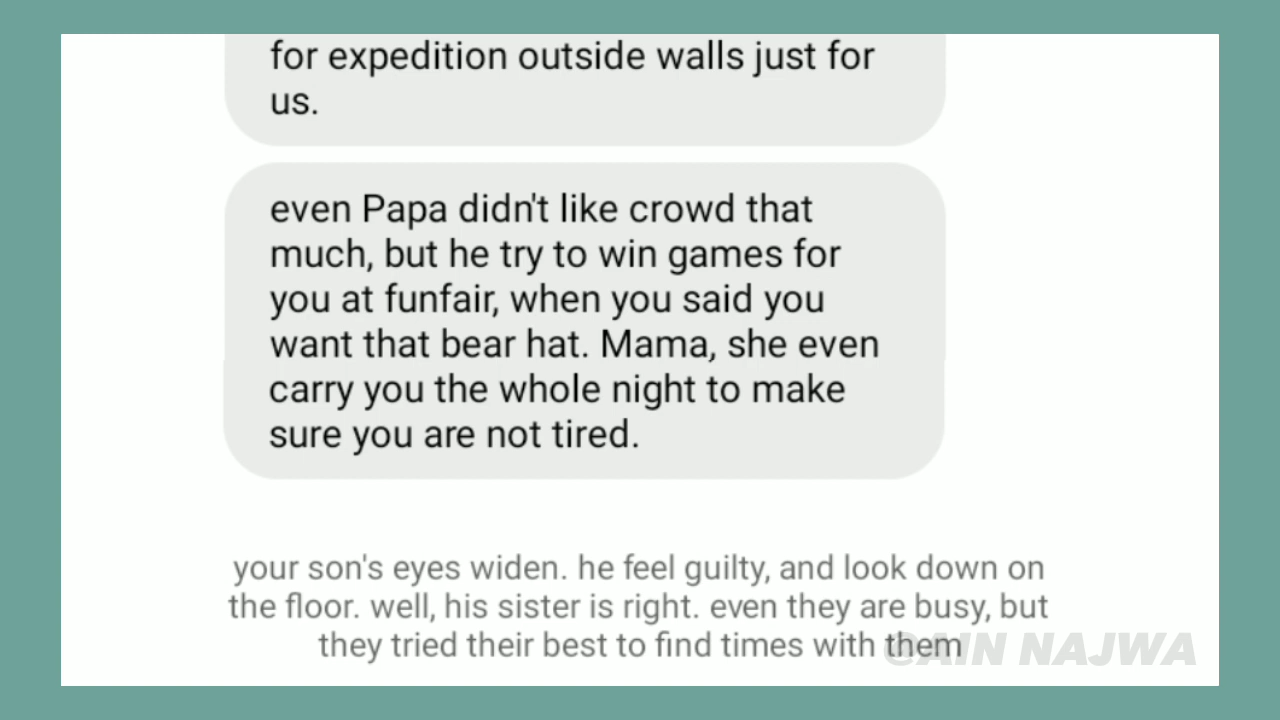 for expedition outside walls just for
us.
even Papa didn't like crowd that
much, but he try to win games for
you at funfair, when you said you
want that bear hat. Mama, she even
carry you the whole night to make
sure you are not tired.
your son's eyes widen. he feel guilty, and look down on
the floor. well, his sister is right. even they are busy, but
they tried their best to find times with them
@AIN NAJWA